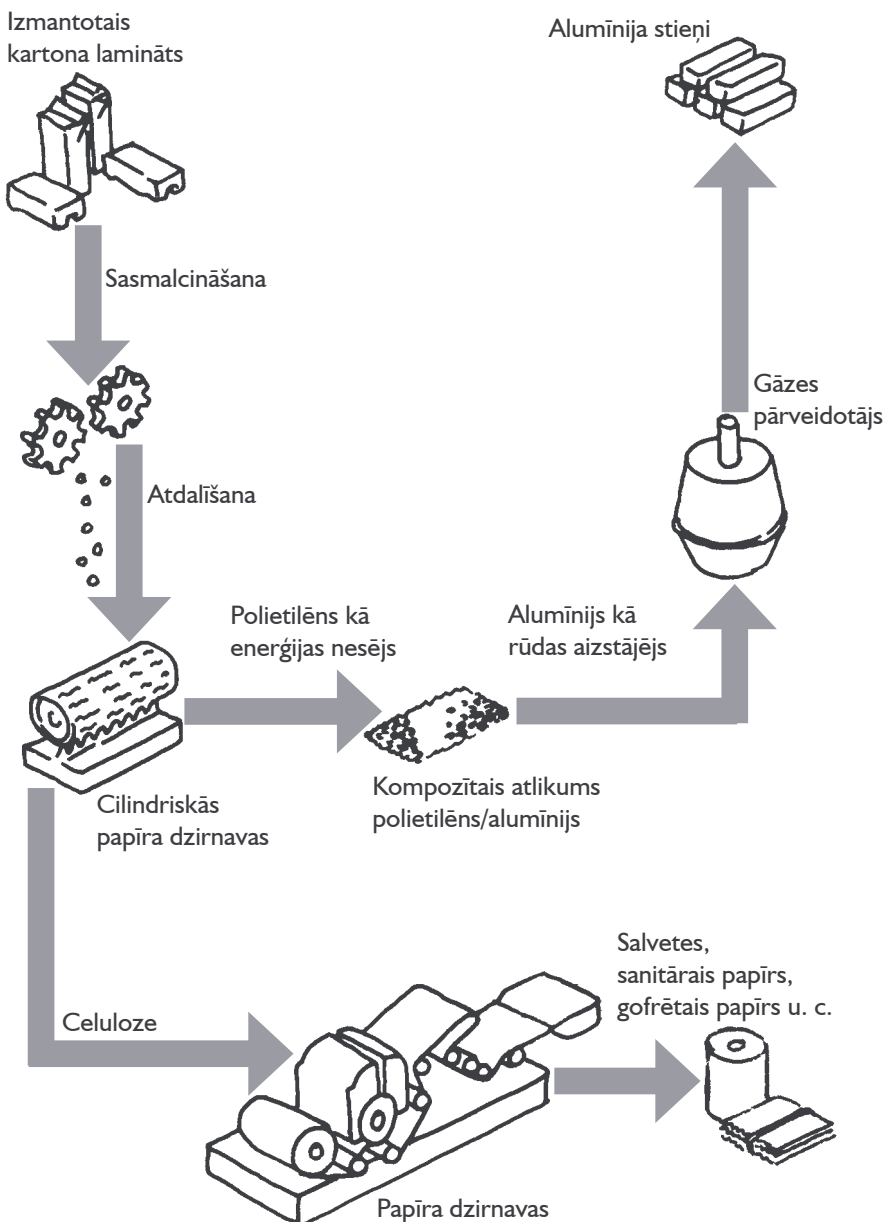 Izmantotais
kartona lamināts
Alumīnija stieņi
Sasmalcināšana
Gāzes
pārveidotājs
Atdalīšana
Polietilēns kā
enerģijas nesējs
Alumīnijs kā
rūdas aizstājējs
Cilindriskās
papīra dzirnavas
Kompozītais atlikums
polietilēns/alumīnijs
Salvetes,
sanitārais papīrs,
gofrētais papīrs u. c.
Celuloze
Papīra dzirnavas